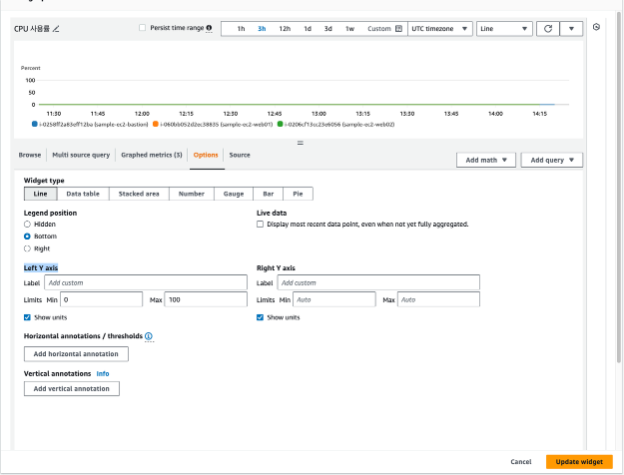 CPU 사용률
Persist time range
1h 3h 12h 1d 3d 1w Custom UTC timezone Line
Percent
100
50
0
11:30 11:45 12:00 12:15 12:30 12:45 13:00 13:15 13:30 13:45 14:00 14:15
(sample-ec2-bastion) (sample-ec2-web01) (sample-ec2-web02)
Browse Multi source query Graphed metrics (3) Options Source
Add math Add query
Widget type
Line Data table Stacked area Number Gauge Bar Pie
Legend position Live data
Hidden Display most recent data point, even when not yet fully aggregated.
Bottom
Right
Left Y axis Right Y axis
Label Add custom Label Add custom
Limits Min 0 Max 100 Limits Min Auto Max Auto
Show units Show units
Horizontal annotations / thresholds
Add horizontal annotation
Vertical annotations Info
Add vertical annotation
Cancel Update widget